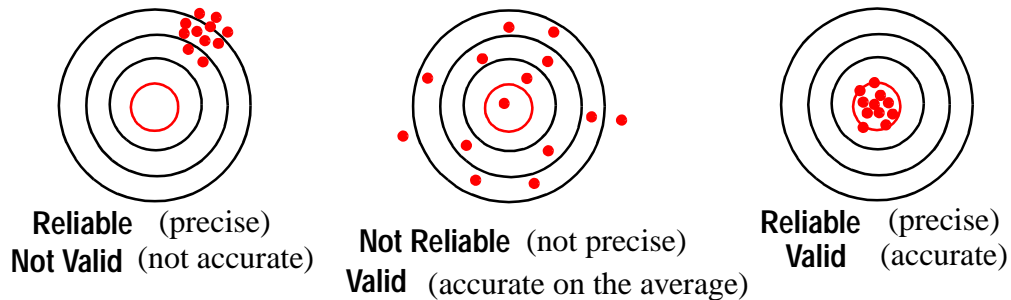 Reliable (precise)
Not Valid (not accurate)
Not Reliable (not precise)
Valid (accurate on the average)
Reliable (precise)
Valid (accurate)